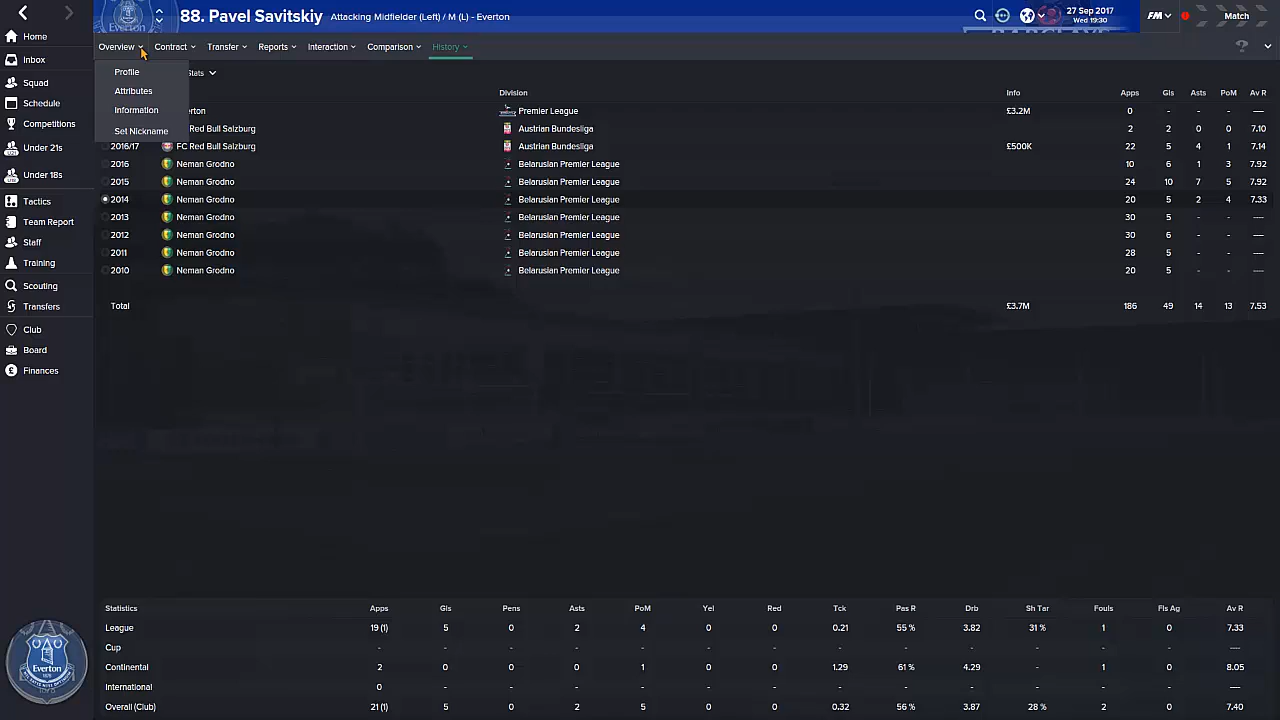 88. Pavel Savitskiy Attacking Midfielder (Left) / M (L) - Everton 27 Sep 2017 Wed 19:30 FM Match
Overview Contract Transfer Reports Interaction Comparison History
Home
Inbox
Squad
Schedule
Competitions
Under 21s
Under 18s
Tactics
Team Report
Staff
Training
Scouting
Transfers
Club
Board
Finances
Everton
Profile
Attributes
Information
Set Nickname
Stats
Division Info Apps Gls Asts PoM Av R
erton Premier League £3.2M 0 - - - ---
Red Bull Salzburg Austrian Bundesliga 2 2 0 0 7.10
2016/17 FC Red Bull Salzburg Austrian Bundesliga £500K 22 5 4 1 7.14
2016 Neman Grodno Belarusian Premier League 10 6 1 3 7.92
2015 Neman Grodno Belarusian Premier League 24 10 7 5 7.92
2014 Neman Grodno Belarusian Premier League 20 5 2 4 7.33
2013 Neman Grodno Belarusian Premier League 30 5 - - ---
2012 Neman Grodno Belarusian Premier League 30 6 - - ---
2011 Neman Grodno Belarusian Premier League 28 5 - - ---
2010 Neman Grodno Belarusian Premier League 20 5 - - ---
Total £3.7M 186 49 14 13 7.53
Statistics Apps Gls Pens Asts PoM Yel Red Tck Pas R Drb Sh Tar Fouls Fls Ag Av R
League 19 (1) 5 0 2 4 0 0 0.21 55 % 3.82 31 % 1 0 7.33
Cup - - - - - - - - - - - - - ---
Continental 2 0 0 0 1 0 0 1.29 61 % 4.29 - 1 0 8.05
International 0 - - - - - - - - - - - - ---
Overall (Club) 21 (1) 5 0 2 5 0 0 0.32 56 % 3.87 28 % 2 0 7.40